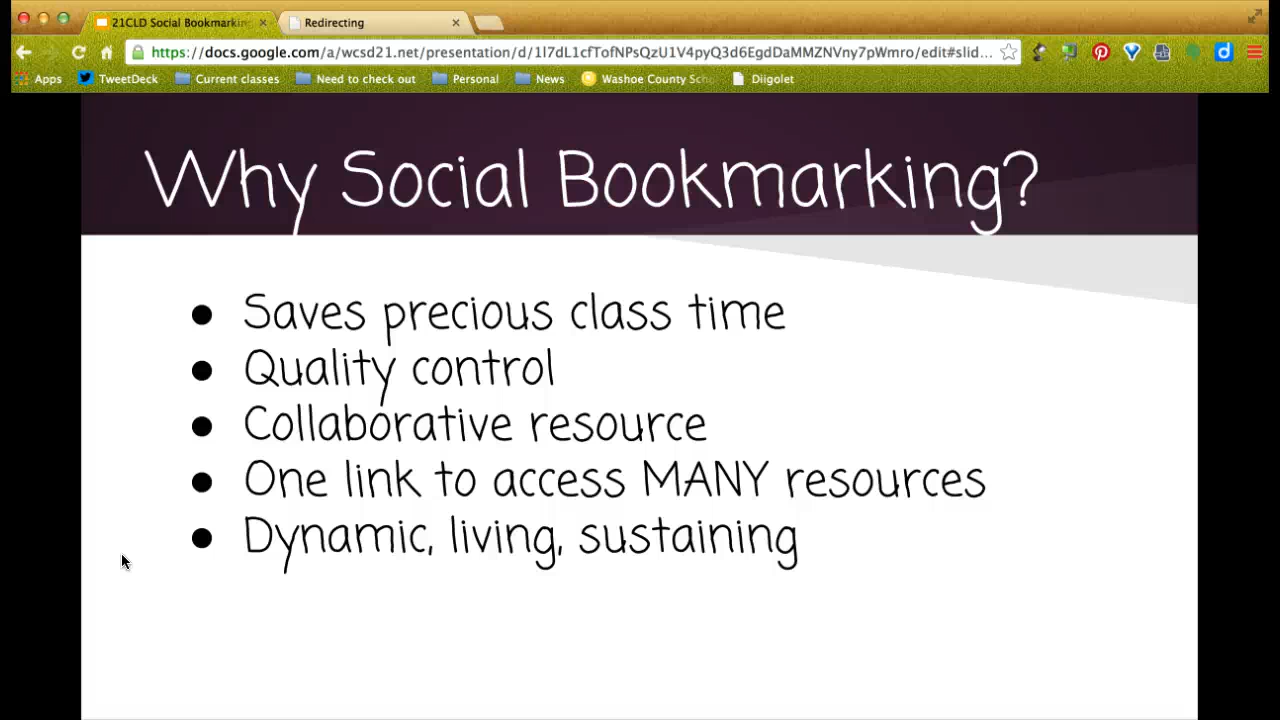 21CLD Social Bookmarking
Redirecting
https://docs.google.com/a/wcsd21.net/presentation/d/1l7dL1cfTofNPsQzU1V4pyQ3d6EgdDaMMZNVny7pWmro/edit#slid...
Apps TweetDeck Current classes Need to check out Personal News Washoe County Scho Diigolet
Why Social Bookmarking?
● Saves precious class time
● Quality control
● Collaborative resource
● One link to access MANY resources
● Dynamic, living, sustaining